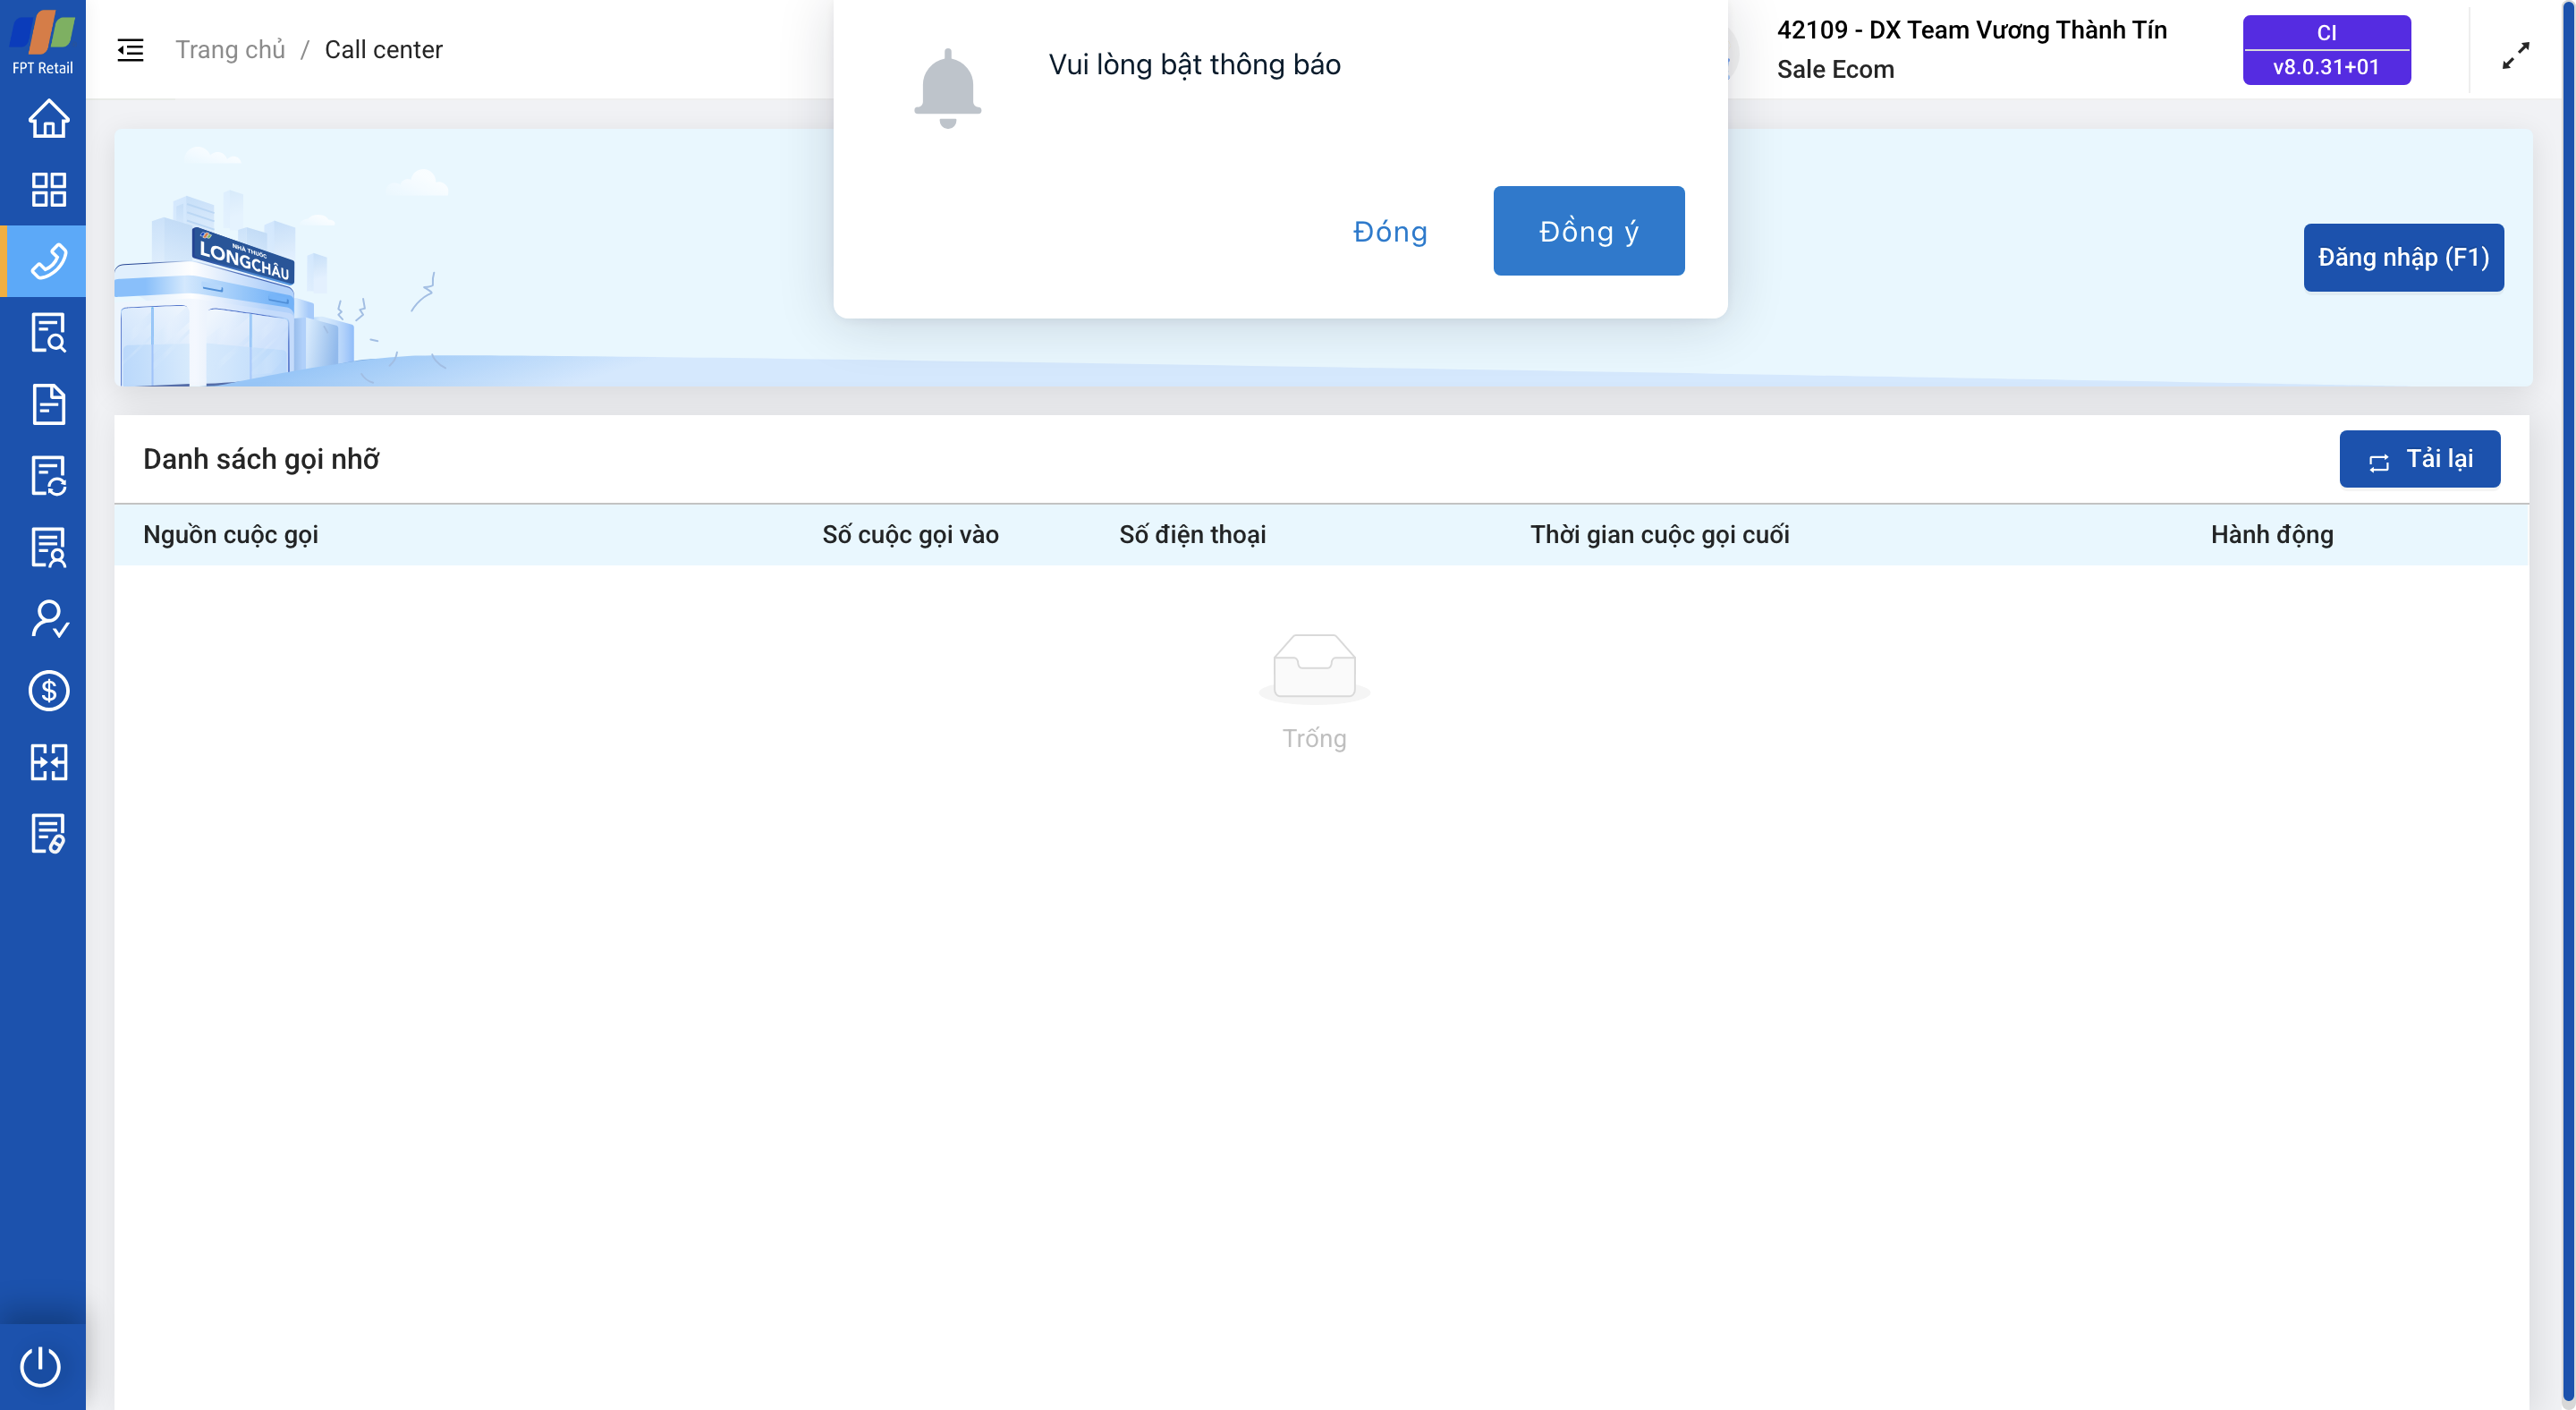 FPT Retail
Trang chủ / Call center
Vui lòng bật thông báo
Đóng
Đồng ý
42109 - DX Team Vương Thành Tín
Sale Ecom
CI
v8.0.31+01
NHÀ THUỐC
LONGCHÂU
Đăng nhập (F1)
Danh sách gọi nhỡ
Tải lại
Nguồn cuộc gọi Số cuộc gọi vào Số điện thoại Thời gian cuộc gọi cuối Hành động
Trống